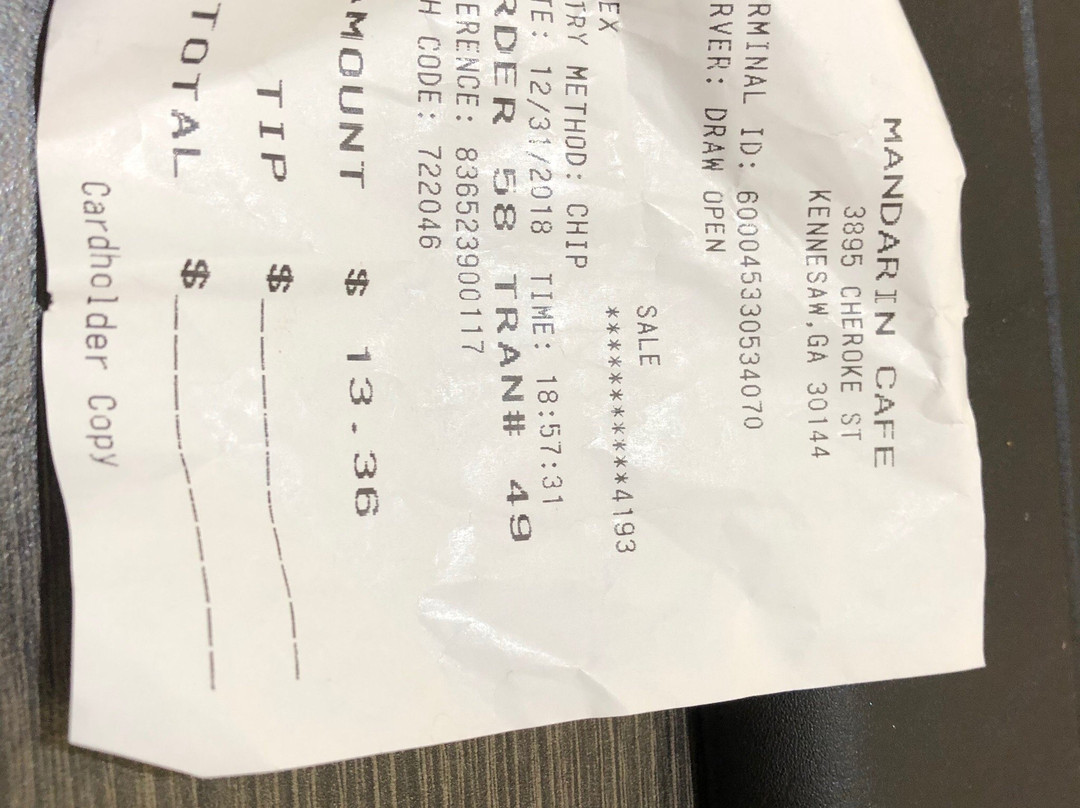 MANDARIN CAFE
3895 CHEROKE ST
KENNESAW,GA 30144
RMINAL ID: 6000453305534070
RVER: DRAW OPEN
SALE
EX ***********4193
TRY METHOD: CHIP
TE: 12/31/2018 TIME: 18:57:31
RDER 58 TRAN# 49
ERENCE: 836523900117
H CODE: 722046
AMOUNT $ 13.36
TIP $
TOTAL $
Cardholder Copy